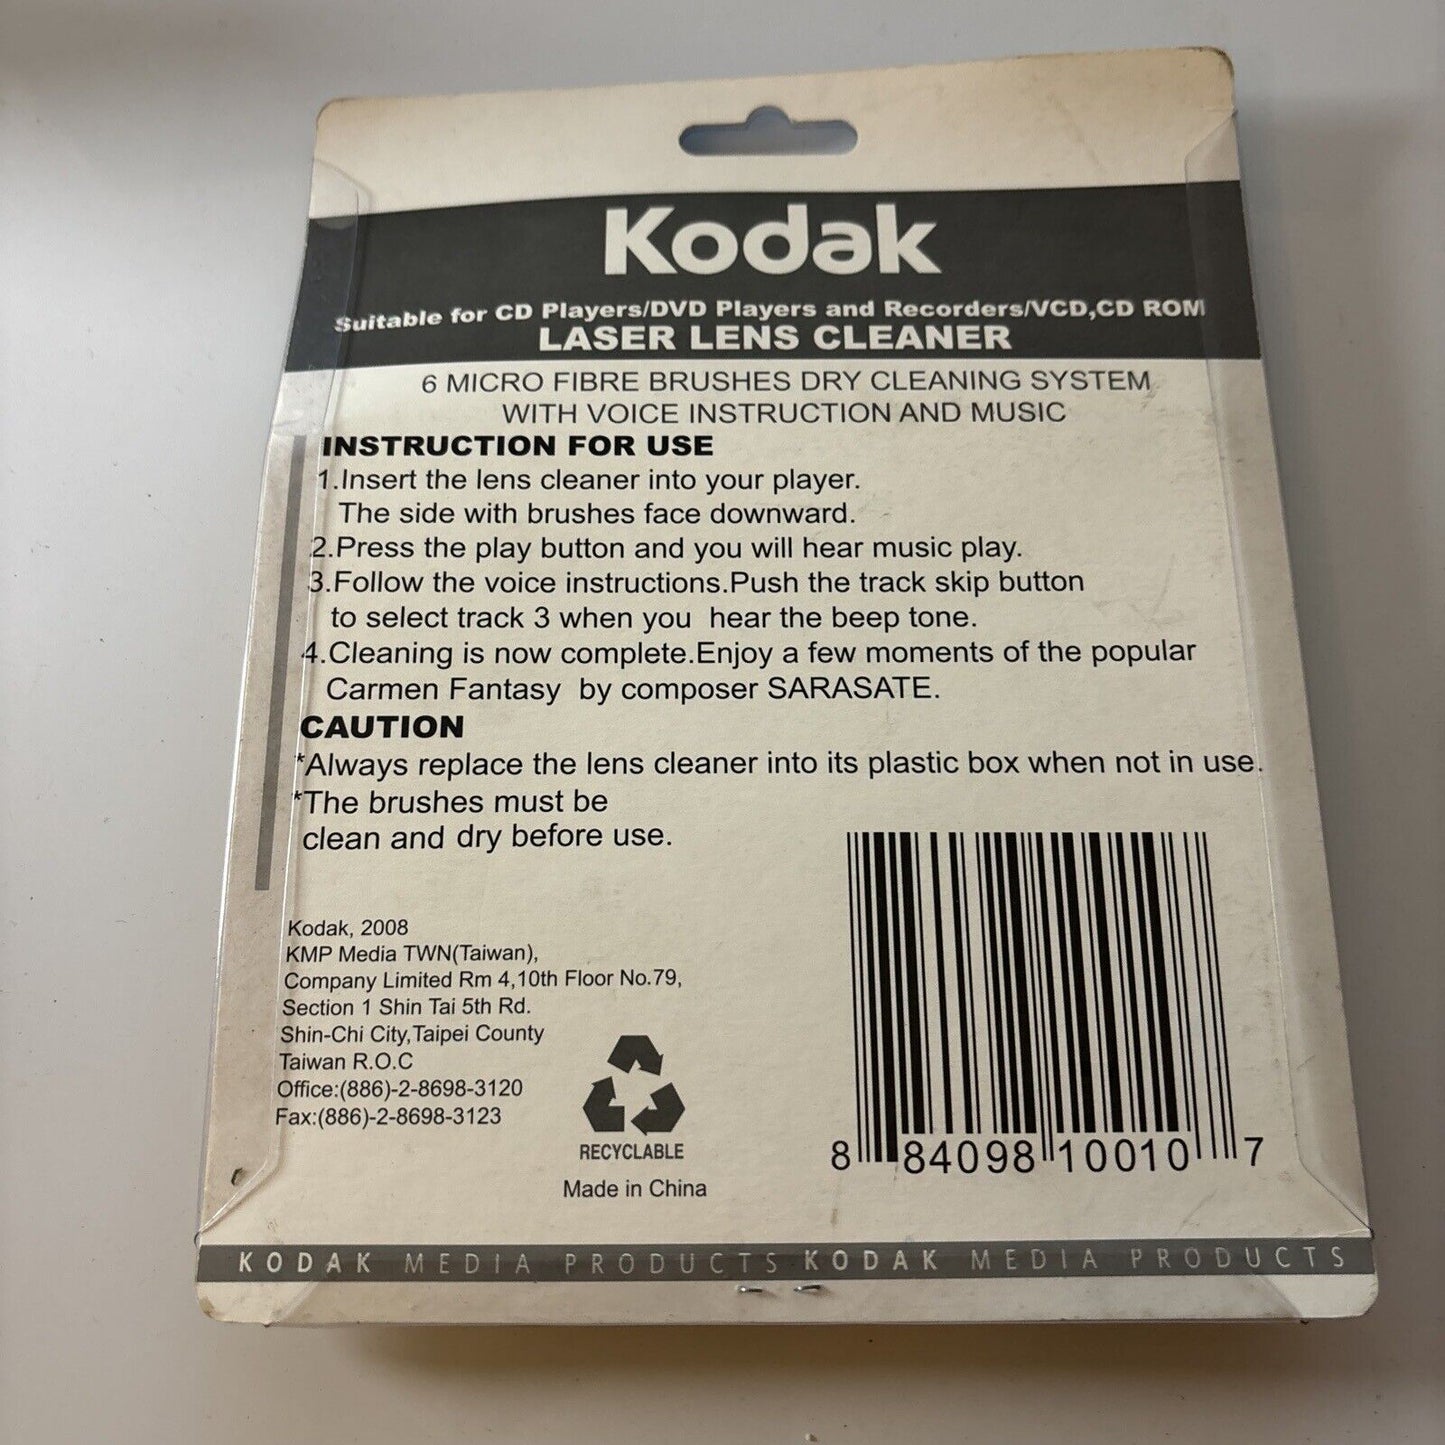 Kodak
Suitable for CD Players/DVD Players and Recorders/VCD,CD ROM
LASER LENS CLEANER
6 MICRO FIBRE BRUSHES DRY CLEANING SYSTEM
WITH VOICE INSTRUCTION AND MUSIC
INSTRUCTION FOR USE
1.Insert the lens cleaner into your player.
The side with brushes face downward.
2.Press the play button and you will hear music play.
3.Follow the voice instructions.Push the track skip button
to select track 3 when you hear the beep tone.
4.Cleaning is now complete.Enjoy a few moments of the popular
Carmen Fantasy by composer SARASATE.
CAUTION
*Always replace the lens cleaner into its plastic box when not in use.
*The brushes must be
clean and dry before use.
Kodak, 2008
KMP Media TWN(Taiwan),
Company Limited Rm 4,10th Floor No.79,
Section 1 Shin Tai 5th Rd.
Shin-Chi City,Taipei County
Taiwan R.O.C
Office:(886)-2-8698-3120
Fax:(886)-2-8698-3123
RECYCLABLE
Made in China
8 84098 10010 7
KODAK MEDIA PRODUCTS KODAK MEDIA PRODUCTS